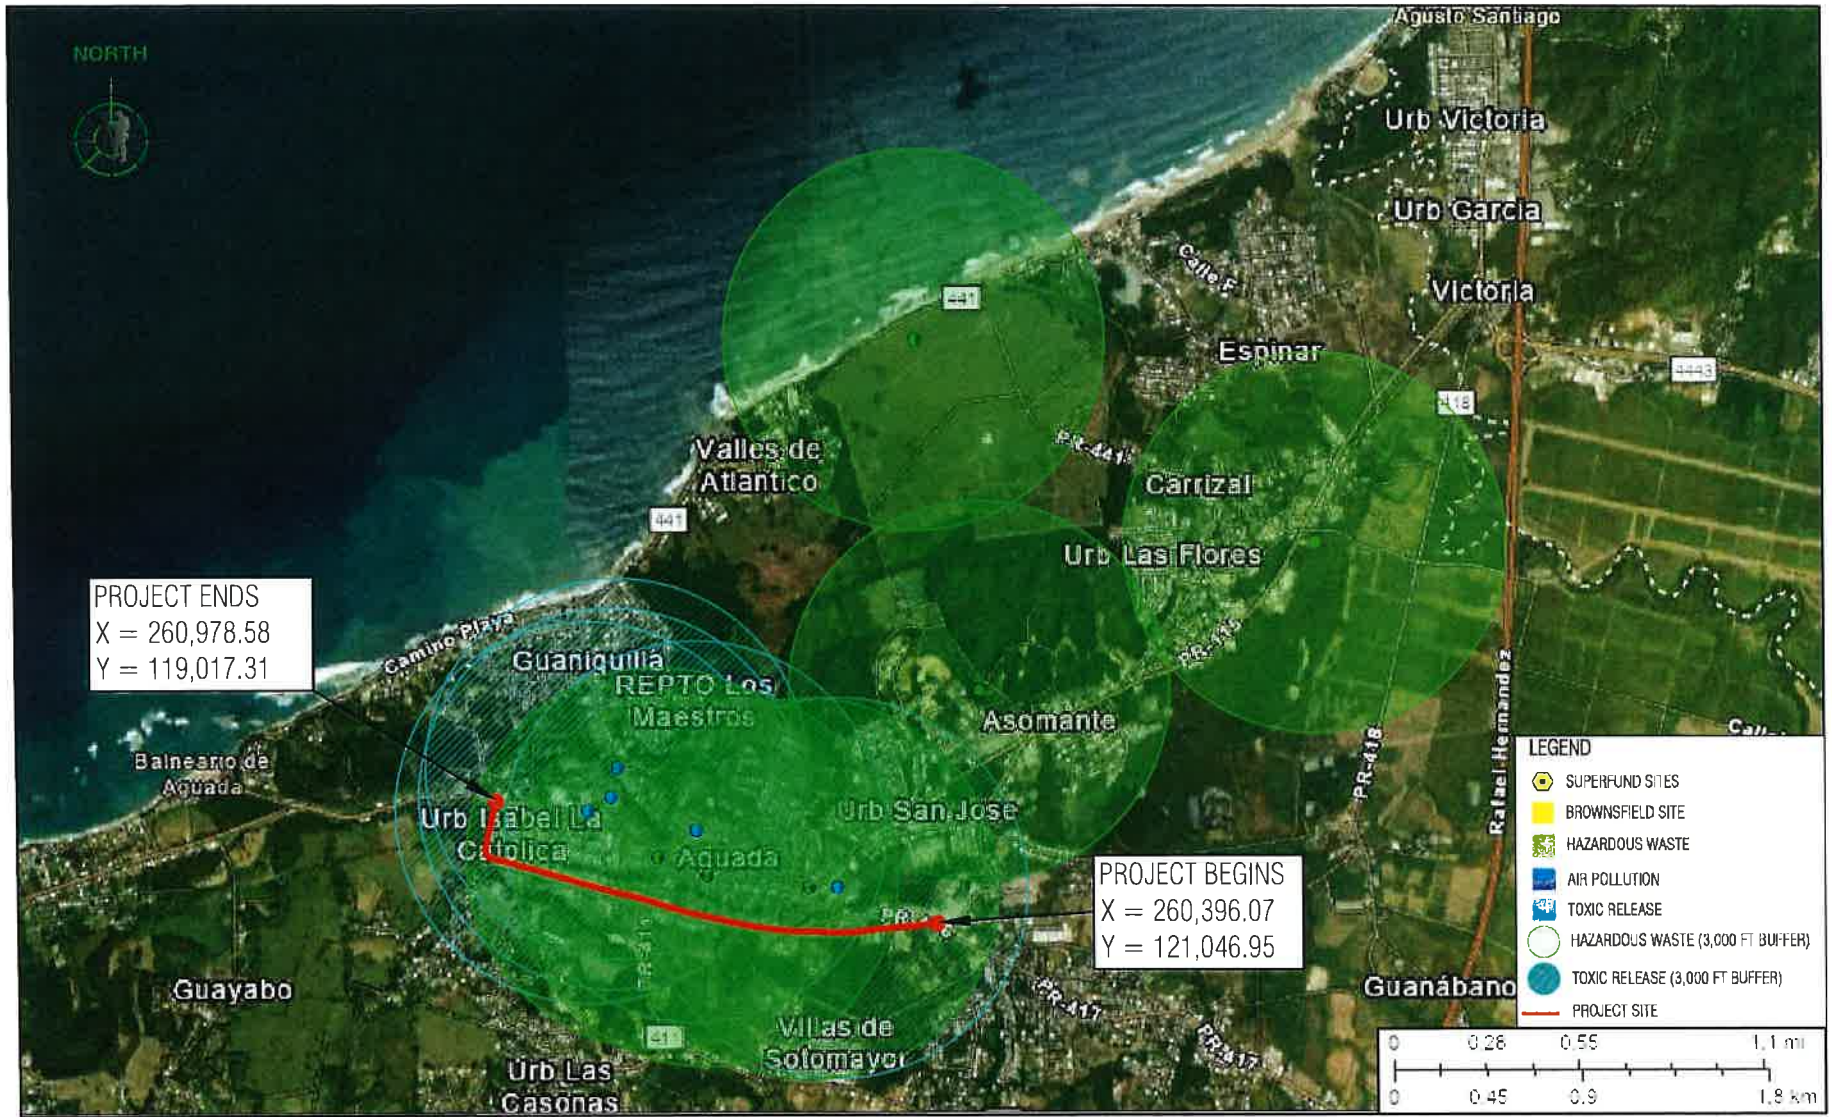 NORTH
Agusto Santiago
Urb Victoria
Urb Garcia
Calle F
Victoria
441
Espinar
4443
418
Valles de
Atlantico
PR-441
Carrizal
441
Urb Las Flores
PROJECT ENDS
X = 260,978.58
Y = 119,017.31
Camino Playa
Guaniquilla
REPTO Los
Maestros
PR-115
Asomante
Rafael Hernandez
PR-418
Balneario de
Aguada
Urb Isabel La
Catolica
Urb San Jose
Aguada
PROJECT BEGINS
X = 260,396.07
Y = 121,046.95
PR-411
Guayabo
PR-417
PR-417
Guanábano
411
Villas de
Sotomayor
Urb Las
Casonas
LEGEND
SUPERFUND SITES
BROWNSFIELD SITE
HAZARDOUS WASTE
AIR POLLUTION
TOXIC RELEASE
HAZARDOUS WASTE (3,000 FT BUFFER)
TOXIC RELEASE (3,000 FT BUFFER)
PROJECT SITE
0 0.28 0.55 1.1 mi
0 0.45 0.9 1.8 km